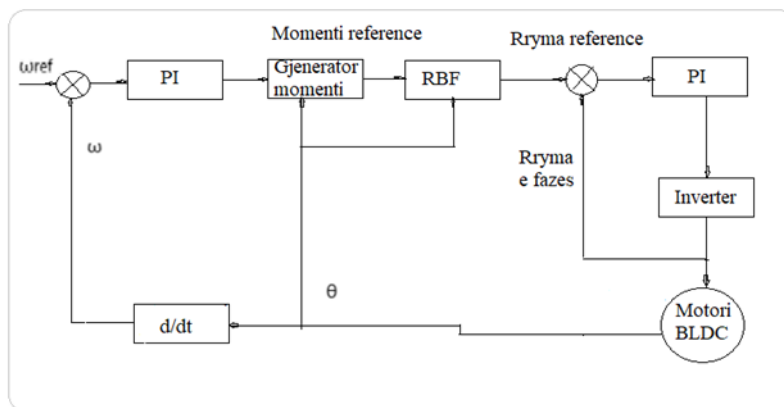 Momenti reference
Rryma reference
ωref
PI
Gjenerator
momenti
RBF
PI
ω
Rryma
e fazes
Inverter
θ
d/dt
Motori
BLDC